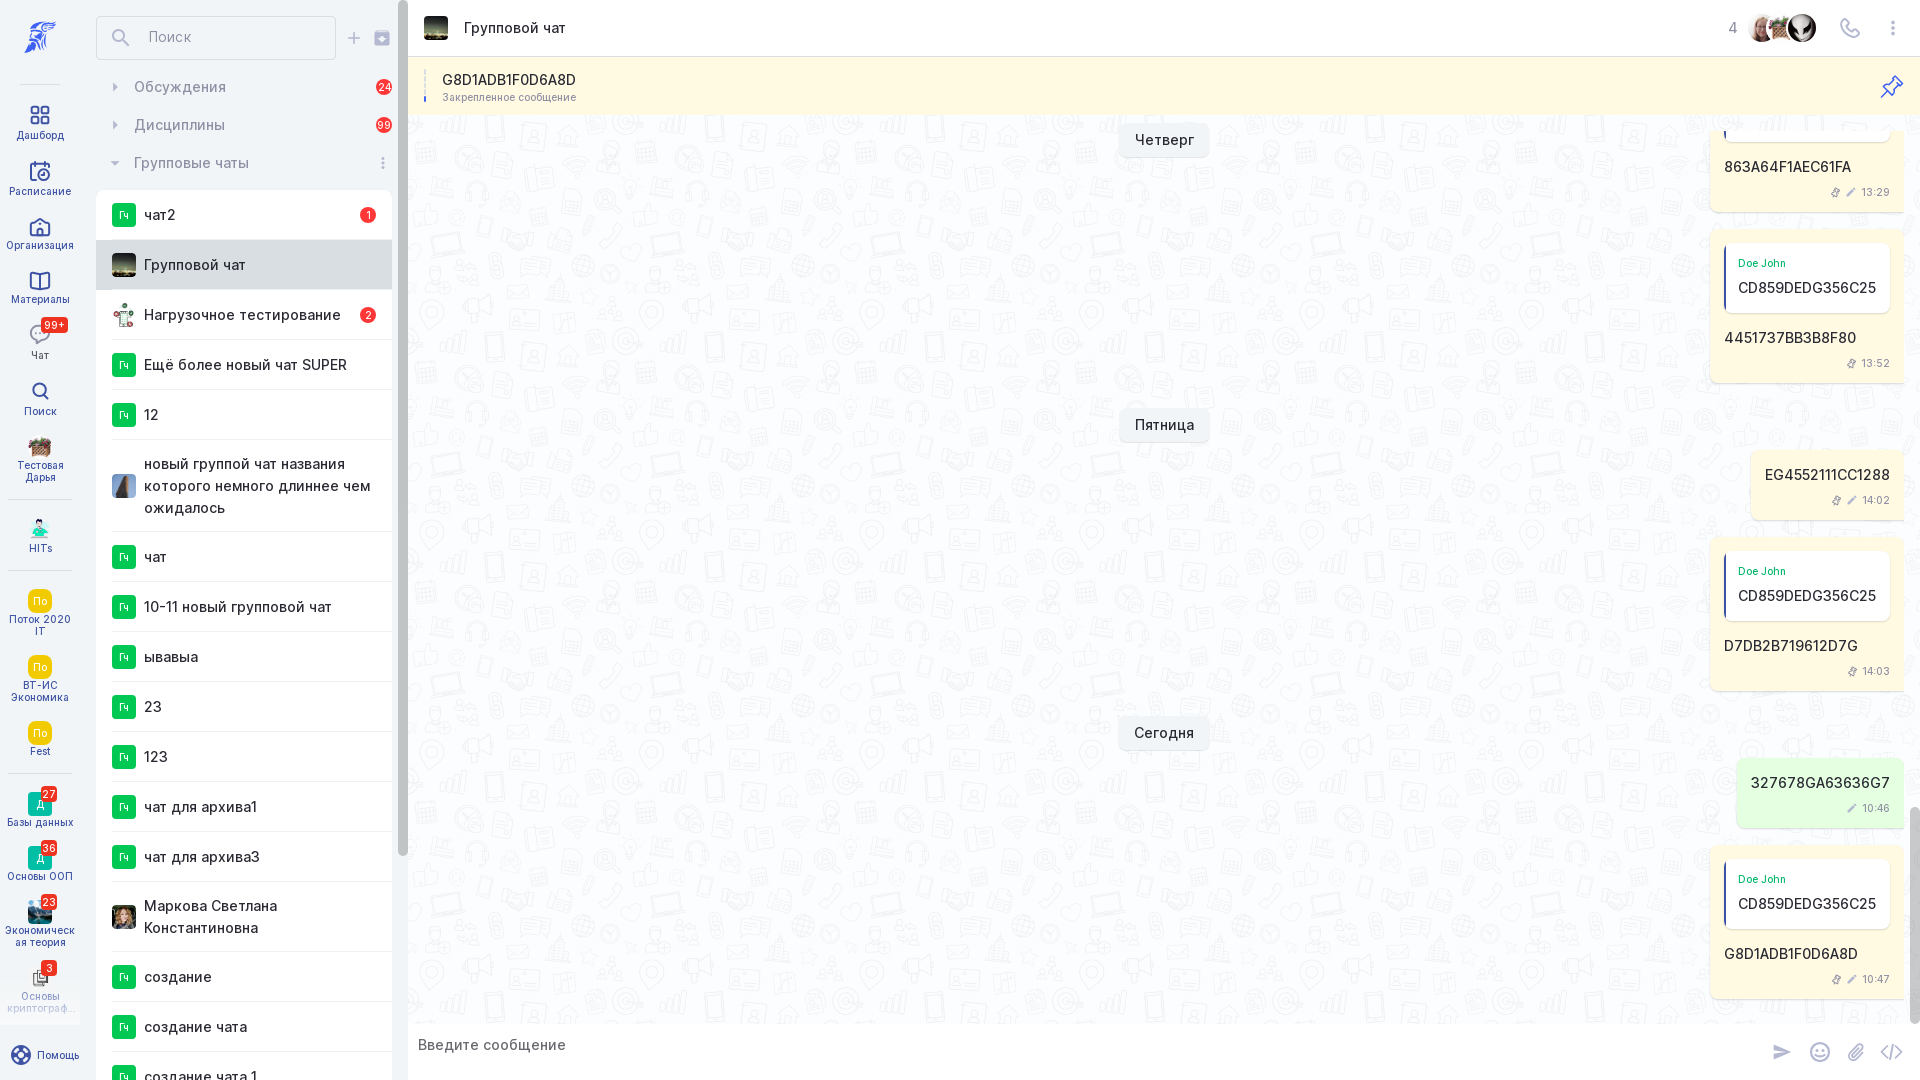 Дашборд
Расписание
Организация
Материалы
99+
Чат
Поиск
Тестовая
Дарья
HITs
По
Поток 2020
IT
По
ВТ-ИС
Экономика
По
Fest
27
Д
Базы данных
36
Д
Основы ООП
23
Экономическ
ая теория
3
Основы
криптограф...
Помощь
Поиск
Обсуждения 24
Дисциплины 99
Групповые чаты
Гч чат2 1
Групповой чат
Нагрузочное тестирование 2
Гч Ещё более новый чат SUPER
Гч 12
новый группой чат названия
которого немного длиннее чем
ожидалось
Гч чат
Гч 10-11 новый групповой чат
Гч ывавыа
Гч 23
Гч 123
Гч чат для архива1
Гч чат для архива3
Маркова Светлана
Константиновна
Гч создание
Гч создание чата
Гч создание чата 1
Групповой чат 4
G8D1ADB1F0D6A8D
Закрепленное сообщение
Четверг
863A64F1AEC61FA
13:29
Doe John
CD859DEDG356C25
4451737BB3B8F80
13:52
Пятница
EG4552111CC1288
14:02
Doe John
CD859DEDG356C25
D7DB2B719612D7G
14:03
Сегодня
327678GA63636G7
10:46
Doe John
CD859DEDG356C25
G8D1ADB1F0D6A8D
10:47
Введите сообщение